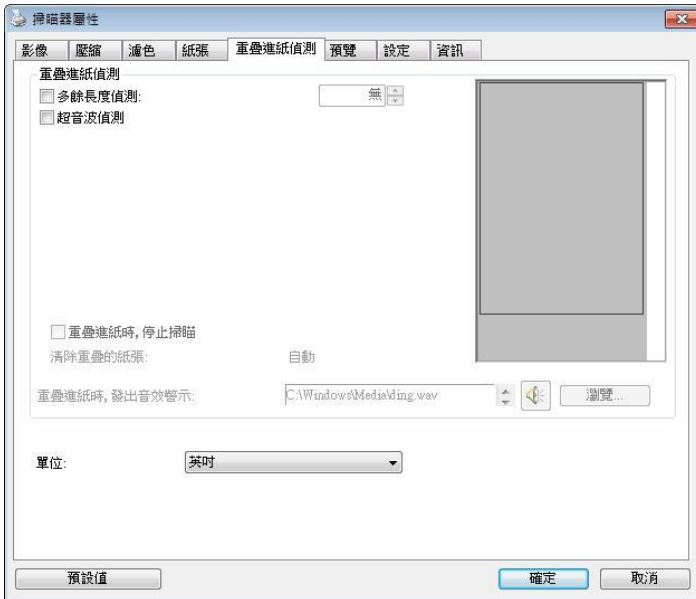 掃瞄器屬性
影像 壓縮 濾色 紙張 重疊進紙偵測 預覽 設定 資訊
重疊進紙偵測
多餘長度偵測: 無
超音波偵測
重疊進紙時, 停止掃瞄
清除重疊的紙張: 自動
重疊進紙時, 發出音效警示: C:\Windows\Media\ding.wav 瀏覽...
單位: 英吋
預設值 確定 取消